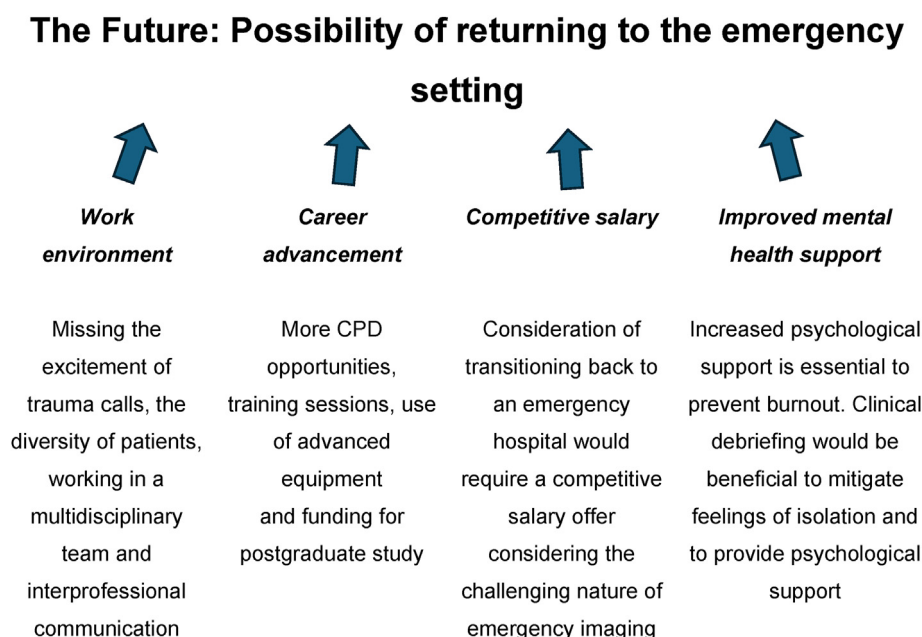 The Future: Possibility of returning to the emergency
setting
Work
environment
Missing the
excitement of
trauma calls, the
diversity of patients,
working in a
multidisciplinary
team and
interprofessional
communication
Career
advancement
More CPD
opportunities,
training sessions, use
of advanced
equipment
and funding for
postgraduate study
Competitive salary
Consideration of
transitioning back to
an emergency
hospital would
require a competitive
salary offer
considering the
challenging nature of
emergency imaging
Improved mental
health support
Increased psychological
support is essential to
prevent burnout. Clinical
debriefing would be
beneficial to mitigate
feelings of isolation and
to provide psychological
support